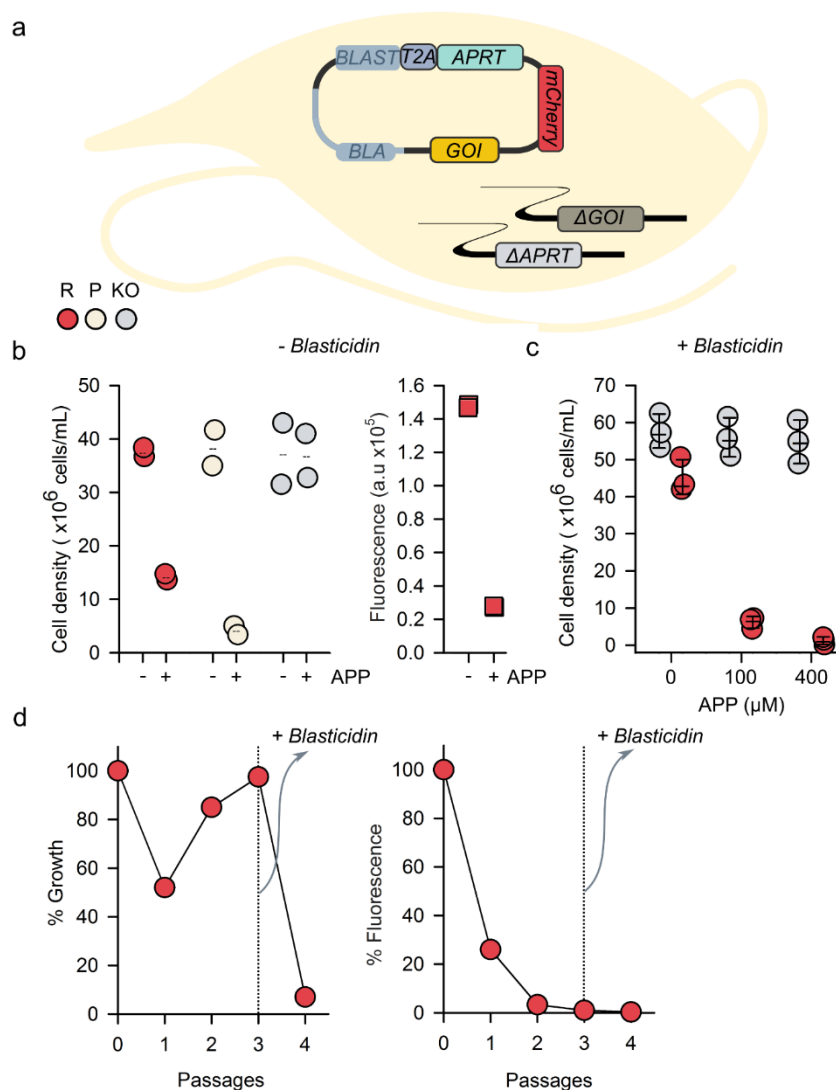 a
BLAST T2A APRT
mCherry
BLA GOI
ΔGOI
ΔAPRT
R P KO
b - Blasticidin c + Blasticidin
Cell density ( x10⁶ cells/mL)
50
40
30
20
10
0
- + - + - + APP
Fluorescence (a.u x10⁵)
1.6
1.4
1.2
1.0
0.8
0.6
0.4
0.2
0.0
- + APP
Cell density ( x10⁶ cells/mL)
70
60
50
40
30
20
10
0
0 100 400
APP (µM)
d
+ Blasticidin
% Growth
100
80
60
40
20
0
0 1 2 3 4
Passages
+ Blasticidin
% Fluorescence
100
80
60
40
20
0
0 1 2 3 4
Passages